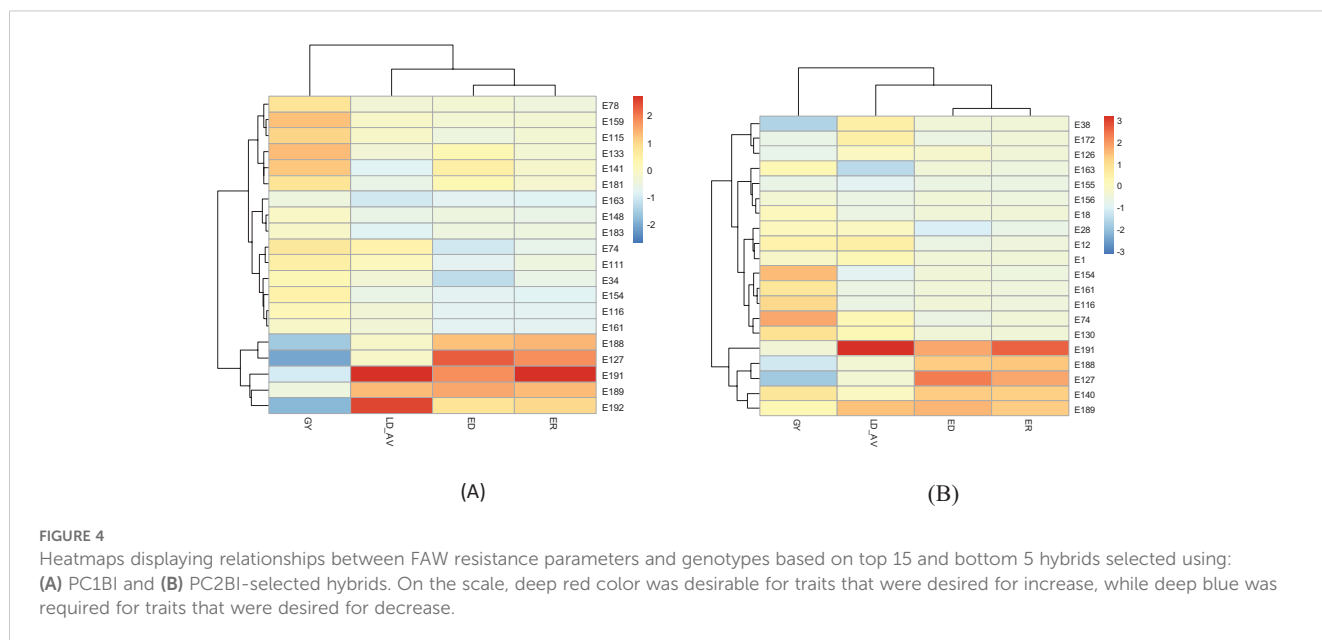 E78
E159
E115
E133
E141
E181
E163
E148
E183
E74
E111
E34
E154
E116
E161
E188
E127
E191
E189
E192
2
1
0
-1
-2
GY
LD_AV
ED
ER
(A)
E38
E172
E126
E163
E155
E156
E18
E28
E12
E1
E154
E161
E116
E74
E130
E191
E188
E127
E140
E189
3
2
1
0
-1
-2
-3
GY
LD_AV
ED
ER
(B)
FIGURE 4
Heatmaps displaying relationships between FAW resistance parameters and genotypes based on top 15 and bottom 5 hybrids selected using:
(A) PC1BI and (B) PC2BI-selected hybrids. On the scale, deep red color was desirable for traits that were desired for increase, while deep blue was
required for traits that were desired for decrease.